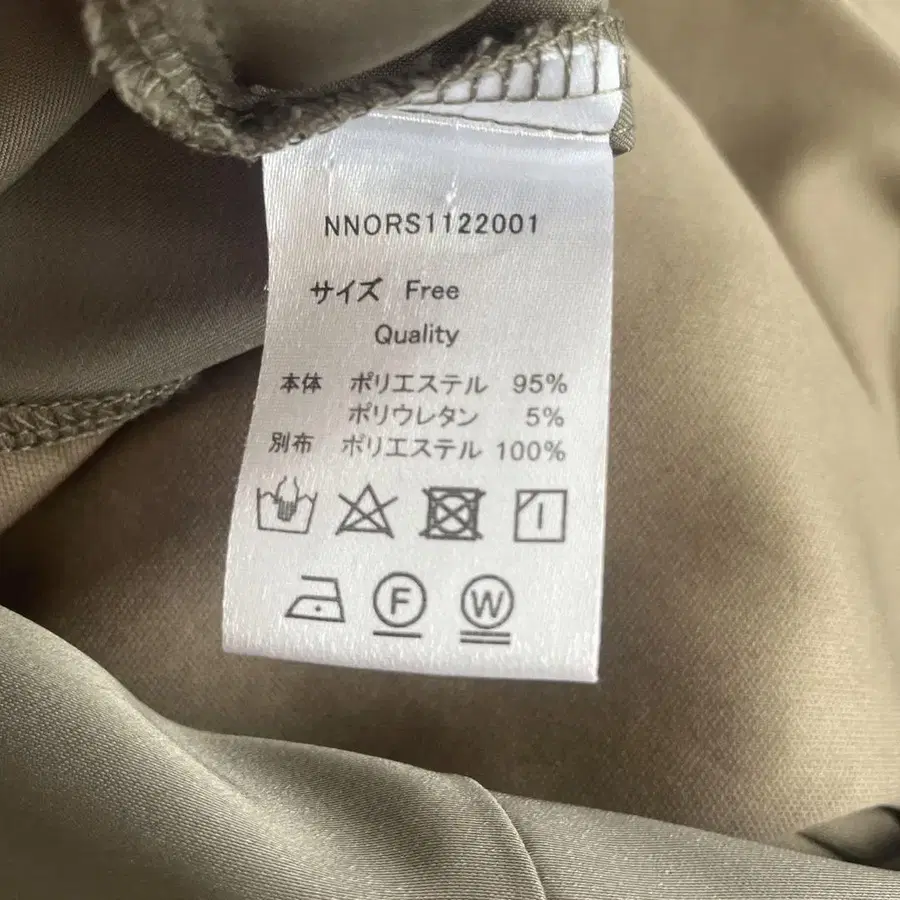 NNORS1122001
サイズ Free
Quality
本体 ポリエステル 95%
ポリウレタン 5%
別布 ポリエステル 100%
F W